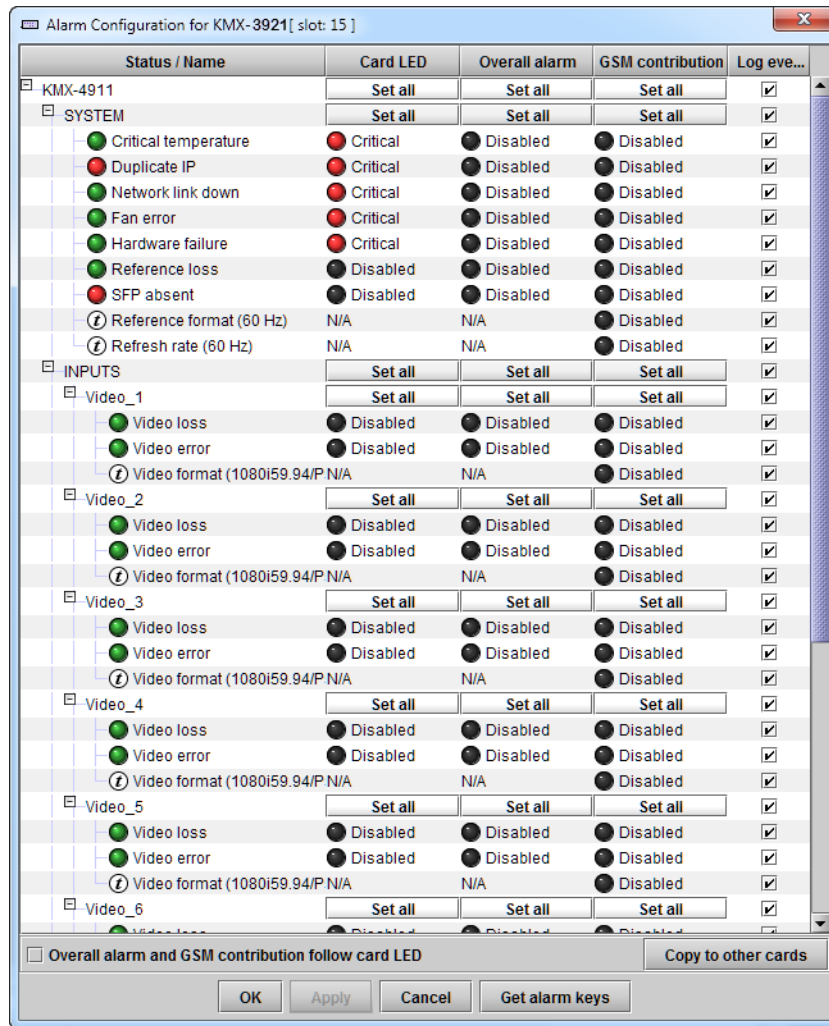 Alarm Configuration for KMX-3921[ slot: 15 ]
Status / Name Card LED Overall alarm GSM contribution Log eve...
KMX-4911 Set all Set all Set all
SYSTEM Set all Set all Set all
Critical temperature Critical Disabled Disabled
Duplicate IP Critical Disabled Disabled
Network link down Critical Disabled Disabled
Fan error Critical Disabled Disabled
Hardware failure Critical Disabled Disabled
Reference loss Disabled Disabled Disabled
SFP absent Disabled Disabled Disabled
t Reference format (60 Hz) N/A N/A Disabled
t Refresh rate (60 Hz) N/A N/A Disabled
INPUTS Set all Set all Set all
Video_1 Set all Set all Set all
Video loss Disabled Disabled Disabled
Video error Disabled Disabled Disabled
t Video format (1080i59.94/P N/A N/A Disabled
Video_2 Set all Set all Set all
Video loss Disabled Disabled Disabled
Video error Disabled Disabled Disabled
t Video format (1080i59.94/P N/A N/A Disabled
Video_3 Set all Set all Set all
Video loss Disabled Disabled Disabled
Video error Disabled Disabled Disabled
t Video format (1080i59.94/P N/A N/A Disabled
Video_4 Set all Set all Set all
Video loss Disabled Disabled Disabled
Video error Disabled Disabled Disabled
t Video format (1080i59.94/P N/A N/A Disabled
Video_5 Set all Set all Set all
Video loss Disabled Disabled Disabled
Video error Disabled Disabled Disabled
t Video format (1080i59.94/P N/A N/A Disabled
Video_6 Set all Set all Set all
Overall alarm and GSM contribution follow card LED Copy to other cards
OK Apply Cancel Get alarm keys